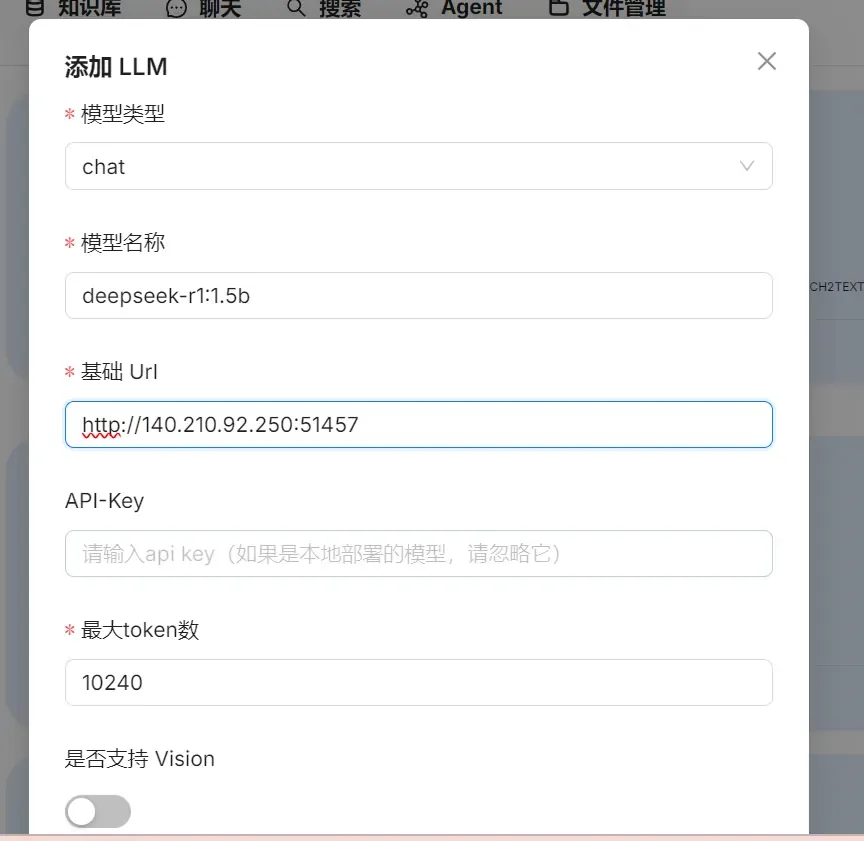 知识库 聊天 搜索 Agent 文件管理
添加 LLM
* 模型类型
chat
* 模型名称
deepseek-r1:1.5b
CH2TEXT
* 基础 Url
http://140.210.92.250:51457
API-Key
请输入api key（如果是本地部署的模型，请忽略它）
* 最大token数
10240
是否支持 Vision